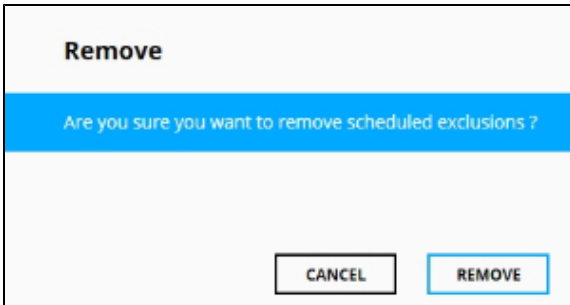 Remove
Are you sure you want to remove scheduled exclusions ?
CANCEL
REMOVE